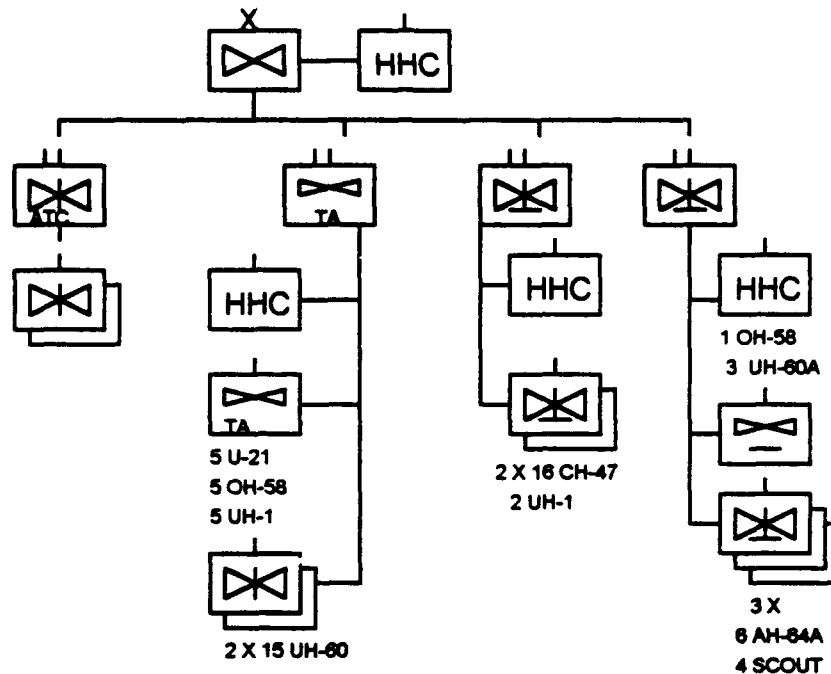 X
HHC
ATC
TA
HHC
HHC
HHC
1 OH-58
3 UH-60A
TA
5 U-21
5 OH-58
5 UH-1
2 X 16 CH-47
2 UH-1
2 X 15 UH-60
3 X
6 AH-64A
4 SCOUT